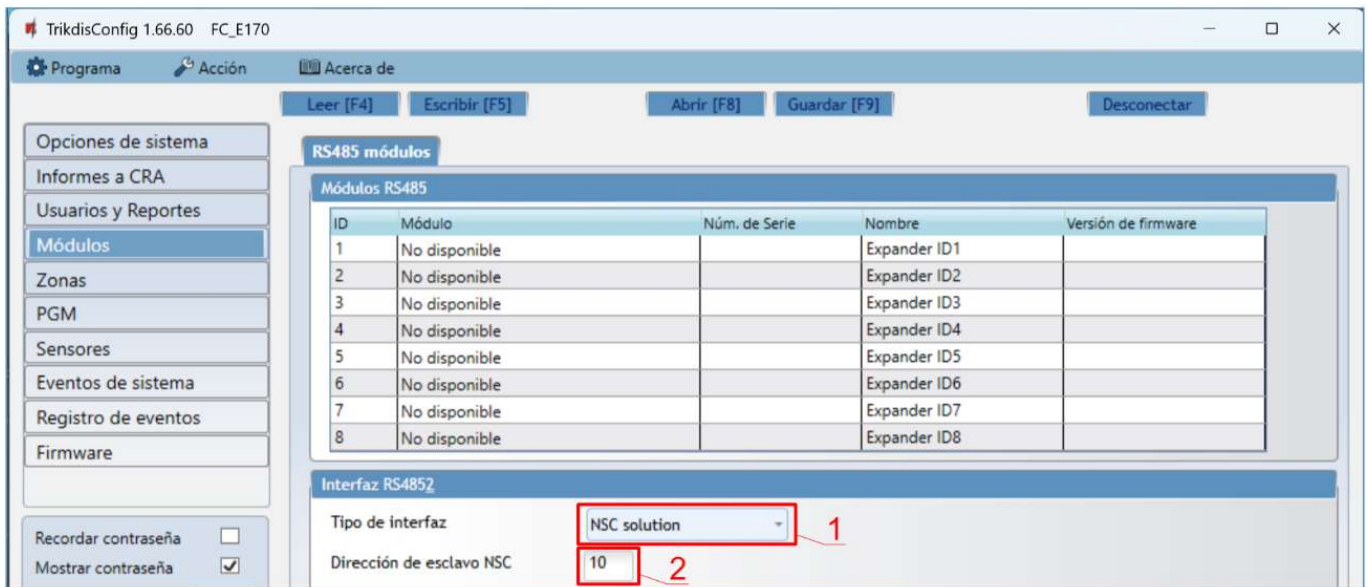 TrikdisConfig 1.66.60 FC_E170
Programa Acción Acerca de
Leer [F4] Escribir [F5] Abrir [F8] Guardar [F9] Desconectar
Opciones de sistema
Informes a CRA
Usuarios y Reportes
Módulos
Zonas
PGM
Sensores
Eventos de sistema
Registro de eventos
Firmware
Recordar contraseña
Mostrar contraseña
RS485 módulos
Módulos RS485
ID Módulo Núm. de Serie Nombre Versión de firmware
1 No disponible Expander ID1
2 No disponible Expander ID2
3 No disponible Expander ID3
4 No disponible Expander ID4
5 No disponible Expander ID5
6 No disponible Expander ID6
7 No disponible Expander ID7
8 No disponible Expander ID8
Interfaz RS4852
Tipo de interfaz NSC solution 1
Dirección de esclavo NSC 10 2